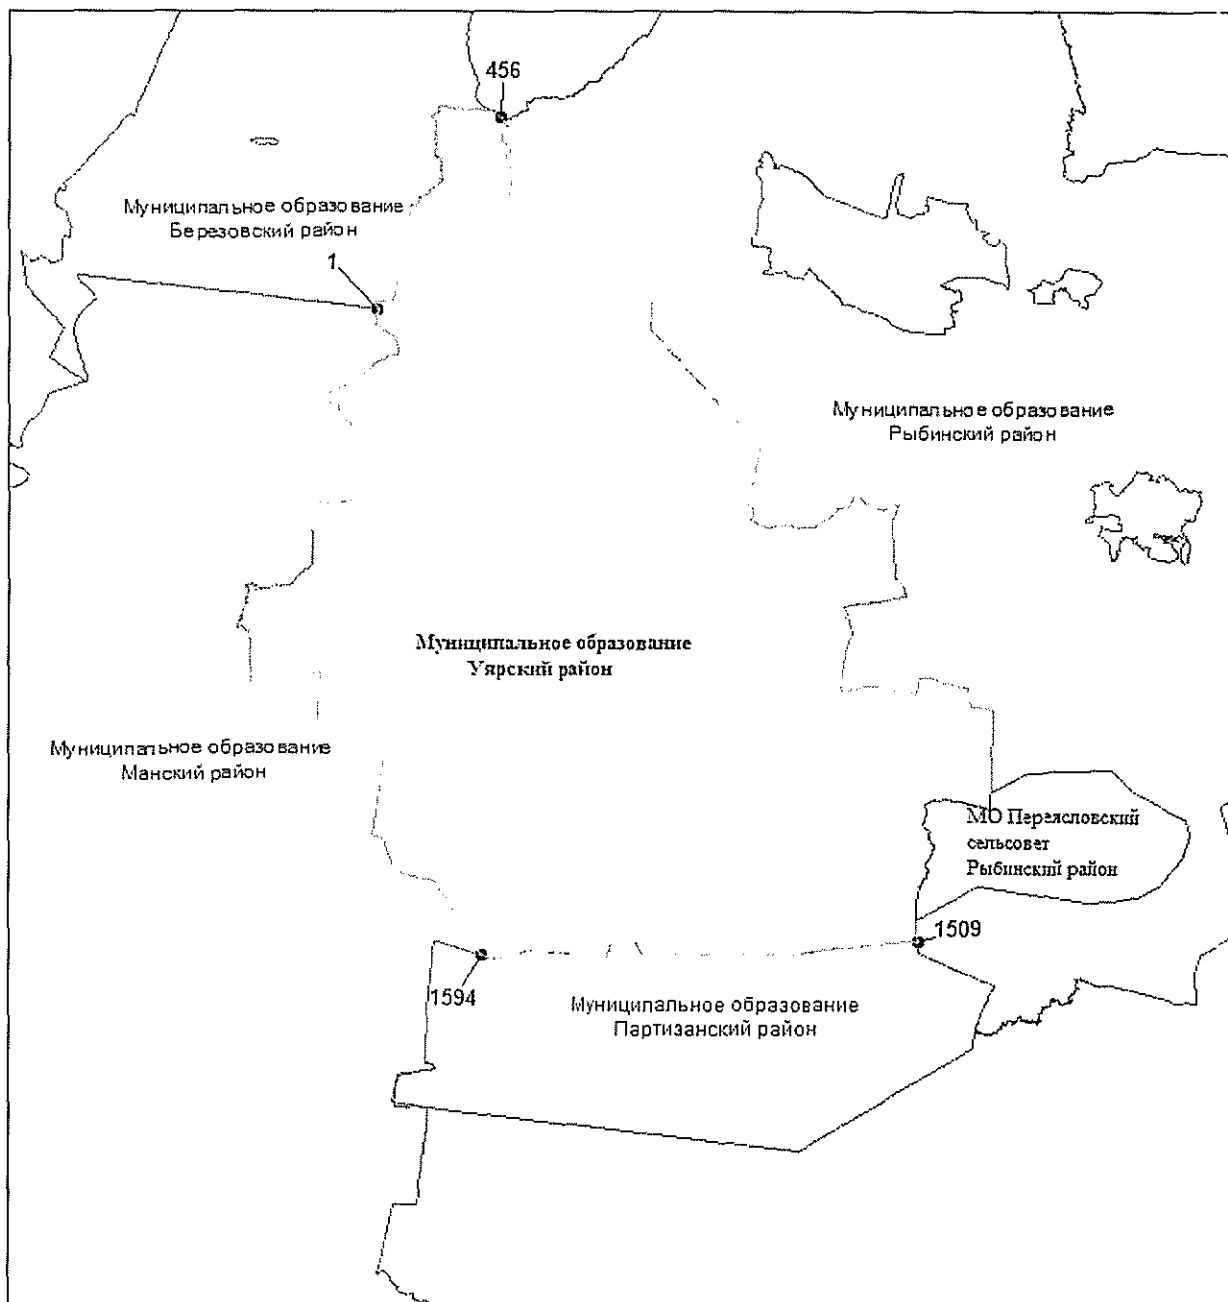 456
Муниципальное образование
Березовский район
1
Муниципальное образование
Рыбинский район
Муниципальное образование
Уярский район
Муниципальное образование
Манский район
МО Переясловский
сельсовет
Рыбинский район
1509
1594
Муниципальное образование
Партизанский район